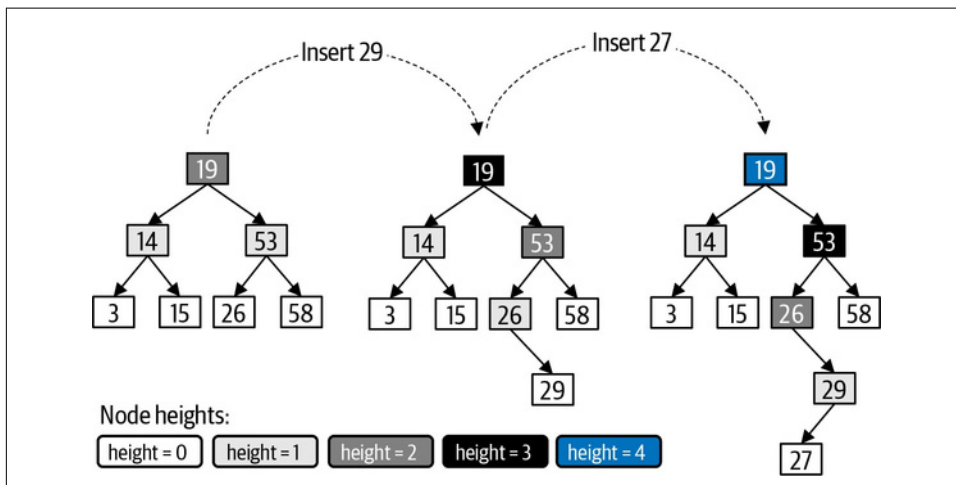 Insert 29
Insert 27
19
19
19
14 53
14 53
14 53
3 15 26 58
3 15 26 58
3 15 26 58
29
29
27
Node heights:
height = 0
height = 1
height = 2
height = 3
height = 4